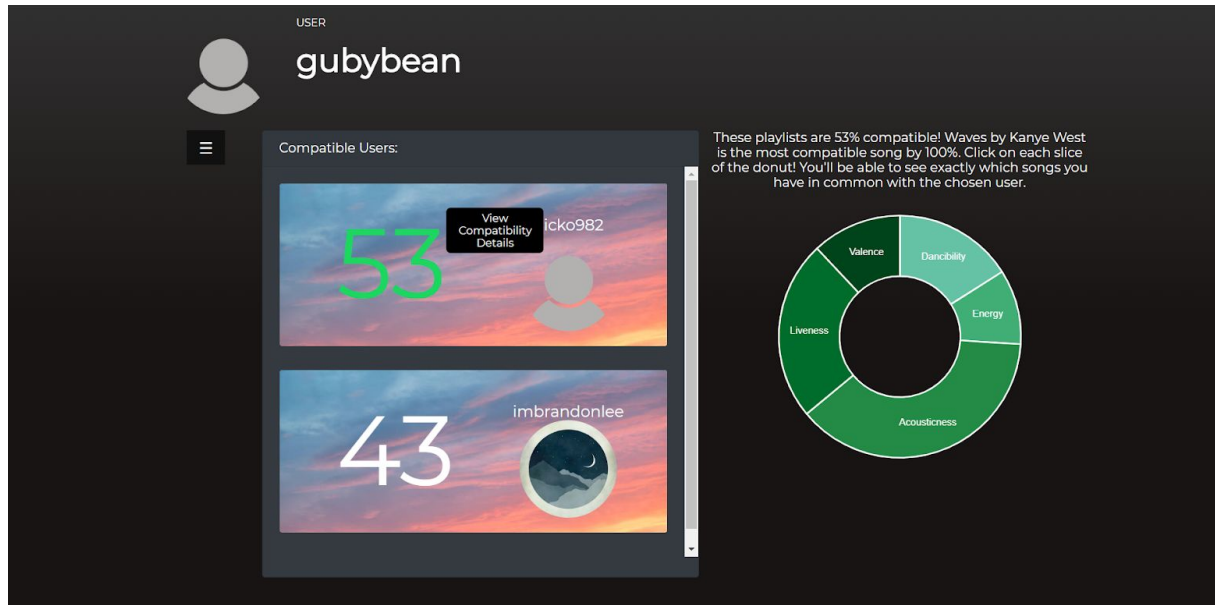 USER
gubybean
☰
Compatible Users:
53
View
Compatibility
Details
icko982
43
imbrandonlee
These playlists are 53% compatible! Waves by Kanye West
is the most compatible song by 100%. Click on each slice
of the donut! You'll be able to see exactly which songs you
have in common with the chosen user.
Valence
Dancibility
Energy
Liveness
Acousticness